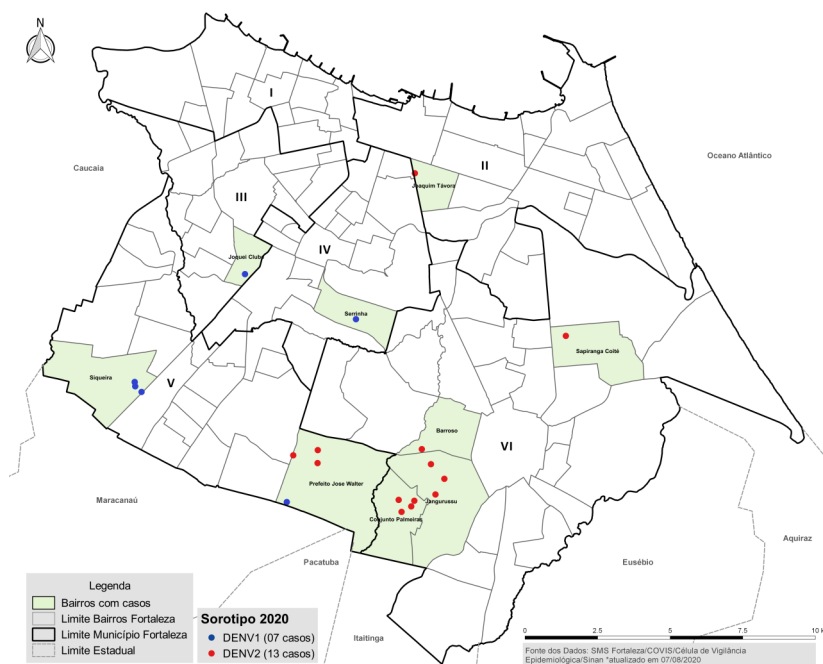 N
I
II
Oceano Atlântico
Caucaia
Joaquim Távora
III
IV
Joquei Clube
Serrinha
Sapiranga Coité
Siqueira
V
Barroso
VI
Prefeito Jose Walter
Jangurussu
Maracanaú
Conjunto Palmeiras
Aquiraz
Pacatuba
Eusébio
Itaitinga
Legenda
Bairros com casos
Limite Bairros Fortaleza
Limite Município Fortaleza
Limite Estadual
Sorotipo 2020
DENV1 (07 casos)
DENV2 (13 casos)
0 2.5 5 7.5 10 k
Fonte dos Dados: SMS Fortaleza/COVIS/Célula de Vigilância
Epidemiológica/Sinan *atualizado em 07/08/2020